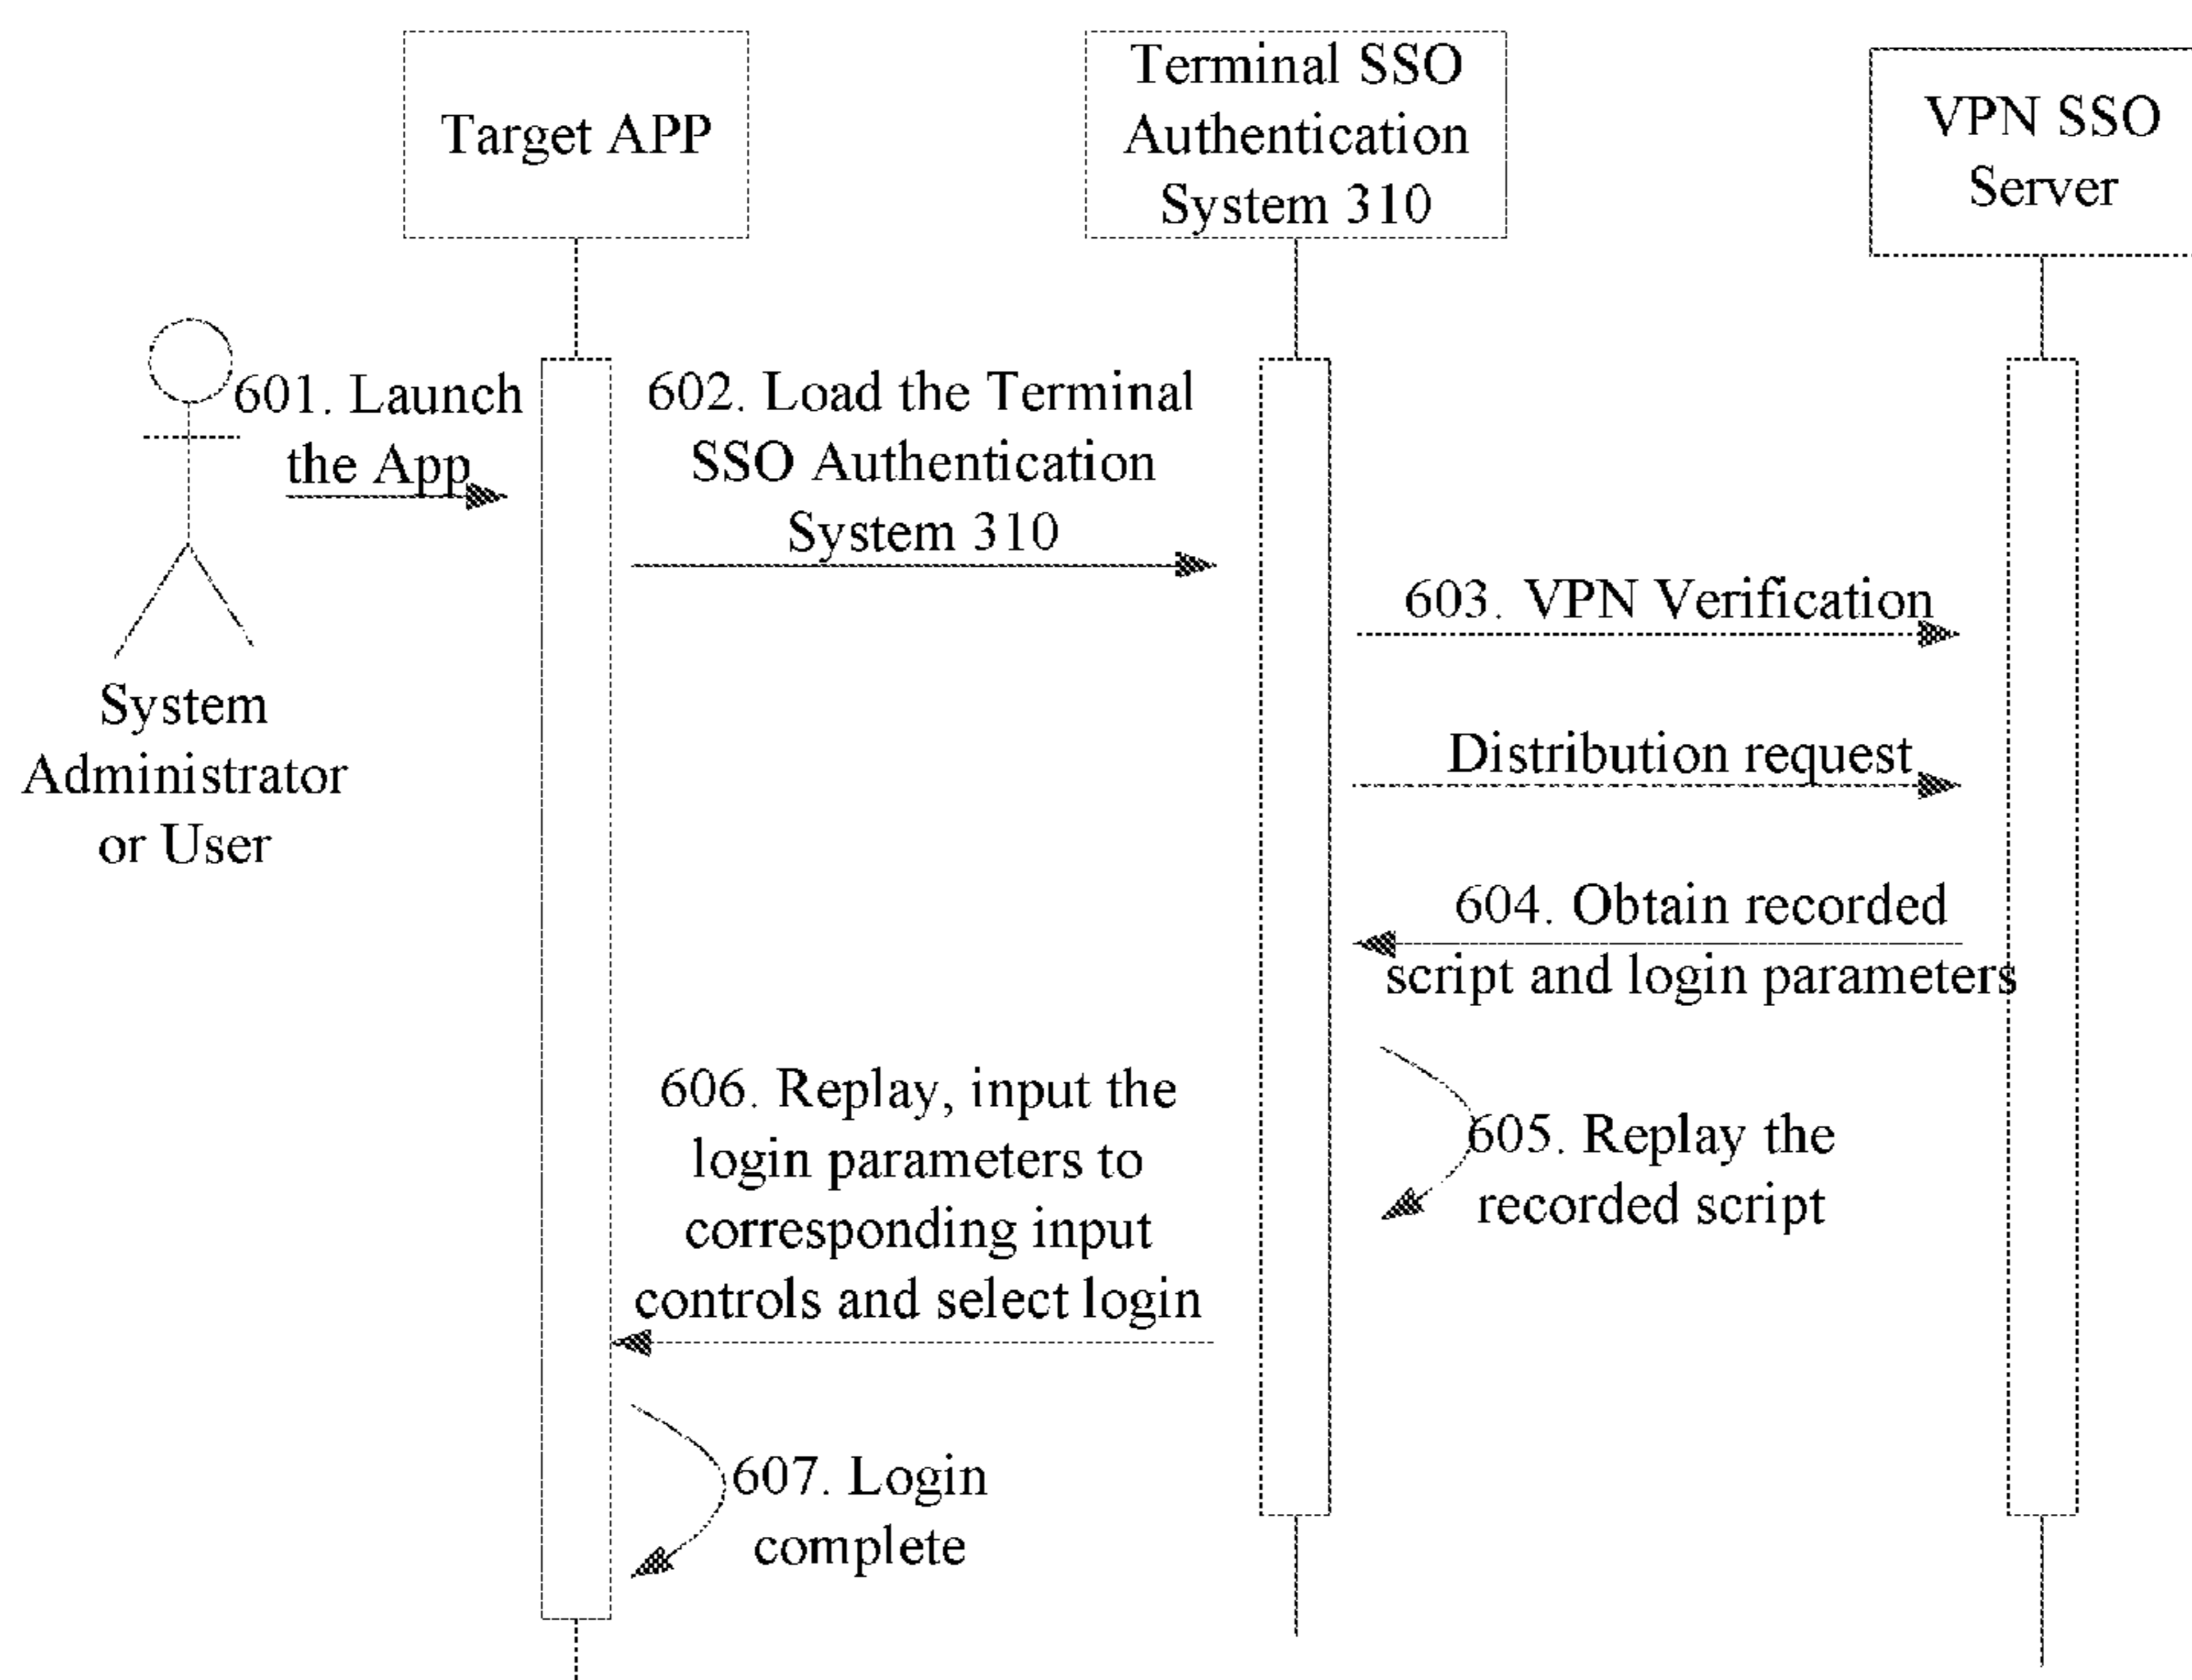 Target APP
Terminal SSO
Authentication
System 310
VPN SSO
Server
601. Launch
the App
602. Load the Terminal
SSO Authentication
System 310
603. VPN Verification
System
Administrator
or User
Distribution request
604. Obtain recorded
script and login parameters
605. Replay the
recorded script
606. Replay, input the
login parameters to
corresponding input
controls and select login
607. Login
complete